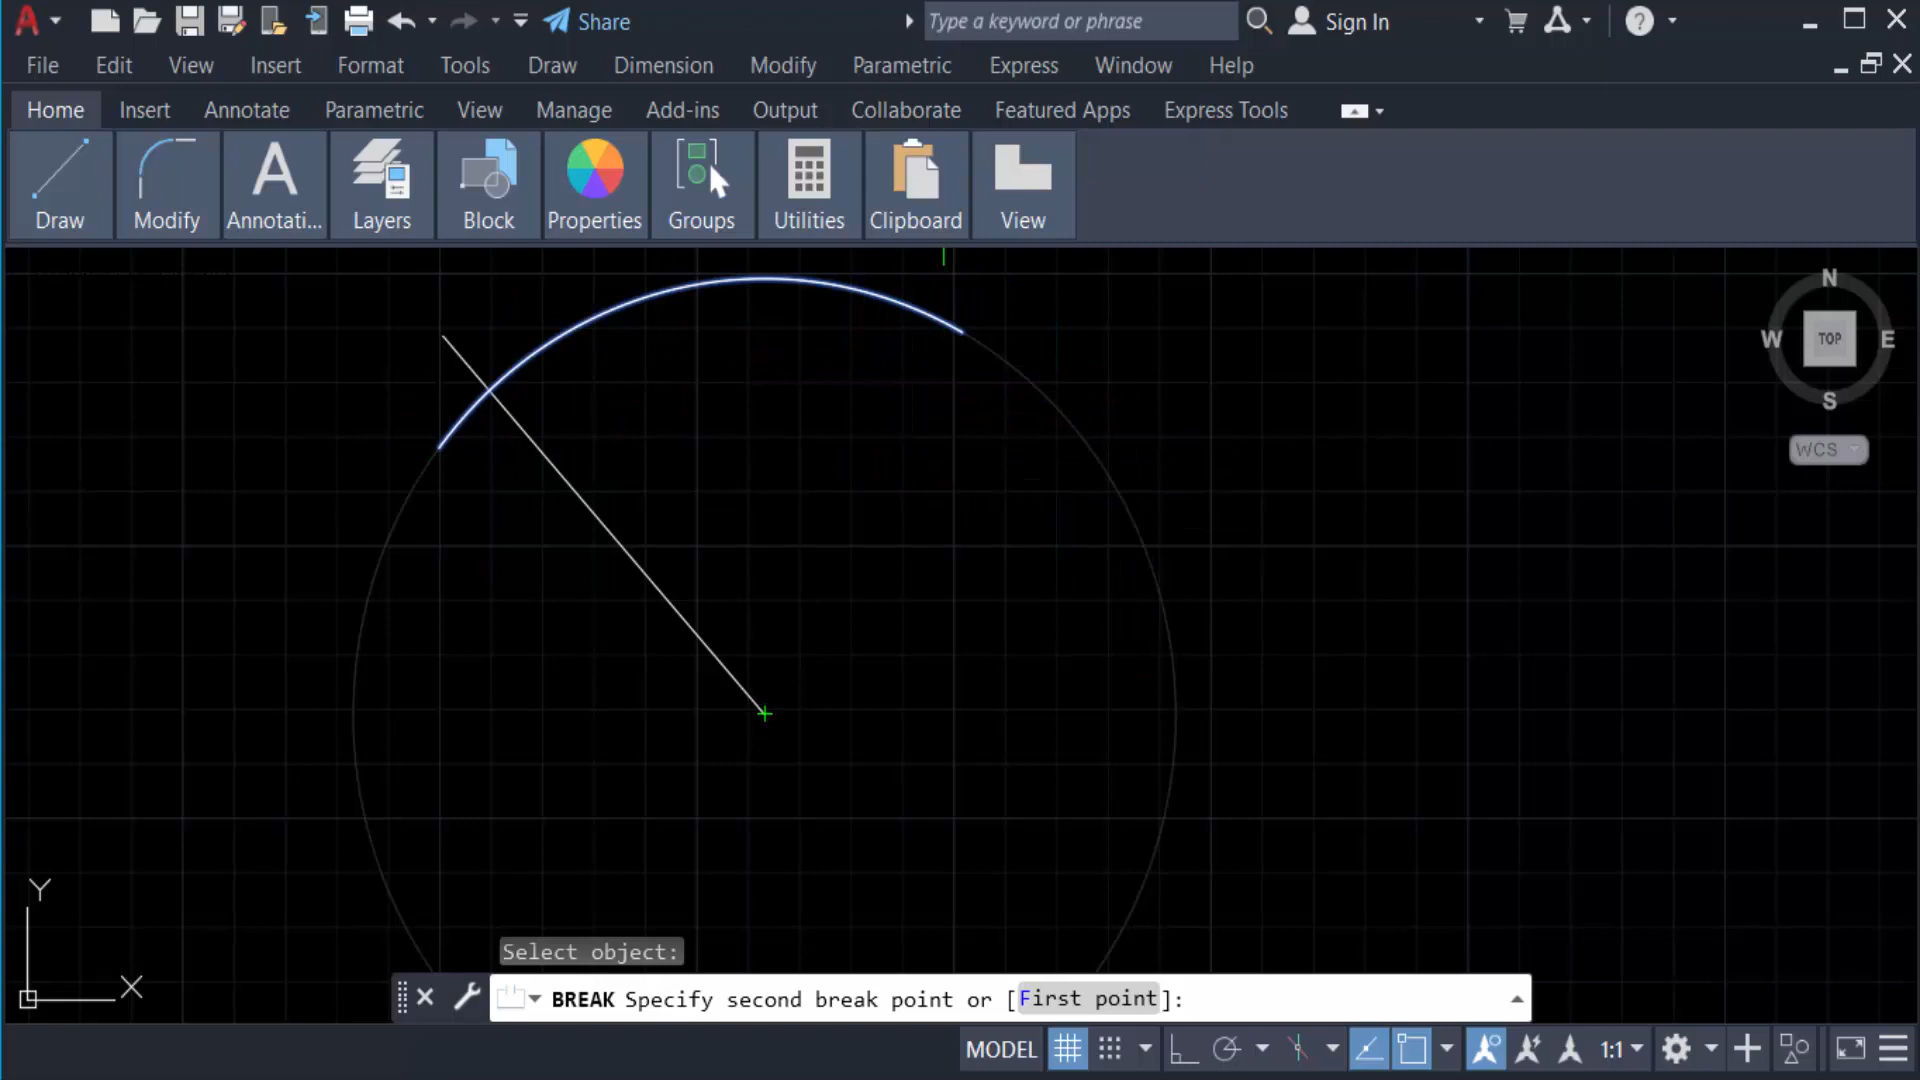 Share
Type a keyword or phrase
Sign In
File Edit View Insert Format Tools Draw Dimension Modify Parametric Express Window Help
Home Insert Annotate Parametric View Manage Add-ins Output Collaborate Featured Apps Express Tools
Draw Modify Annotati... Layers Block Properties Groups Utilities Clipboard View
N
W TOP E
S
WCS
Y
X
Select object:
BREAK Specify second break point or [First point]:
MODEL 1:1